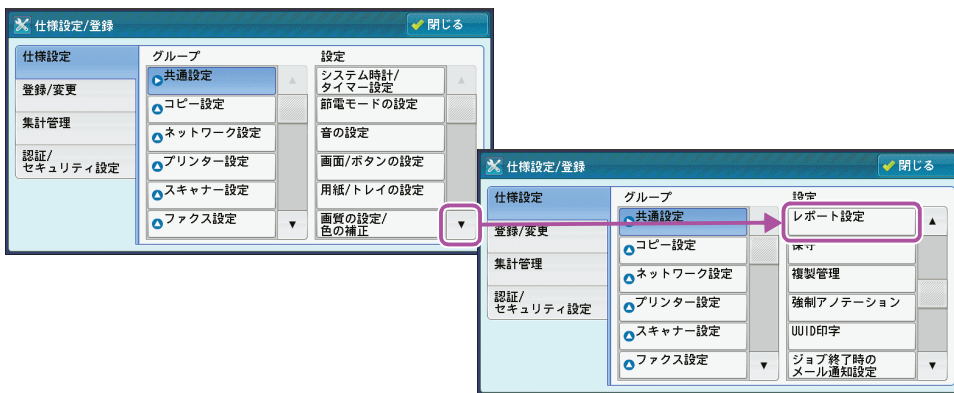 仕様設定/登録
閉じる
仕様設定
登録/変更
集計管理
認証/
セキュリティ設定
グループ
共通設定
コピー設定
ネットワーク設定
プリンター設定
スキャナー設定
ファクス設定
設定
システム時計/
タイマー設定
節電モードの設定
音の設定
画面/ボタンの設定
用紙/トレイの設定
画質の設定/
色の補正
仕様設定/登録
閉じる
仕様設定
登録/変更
集計管理
認証/
セキュリティ設定
グループ
共通設定
コピー設定
ネットワーク設定
プリンター設定
スキャナー設定
ファクス設定
設定
レポート設定
保守
複製管理
強制アノテーション
UUID印字
ジョブ終了時の
メール通知設定